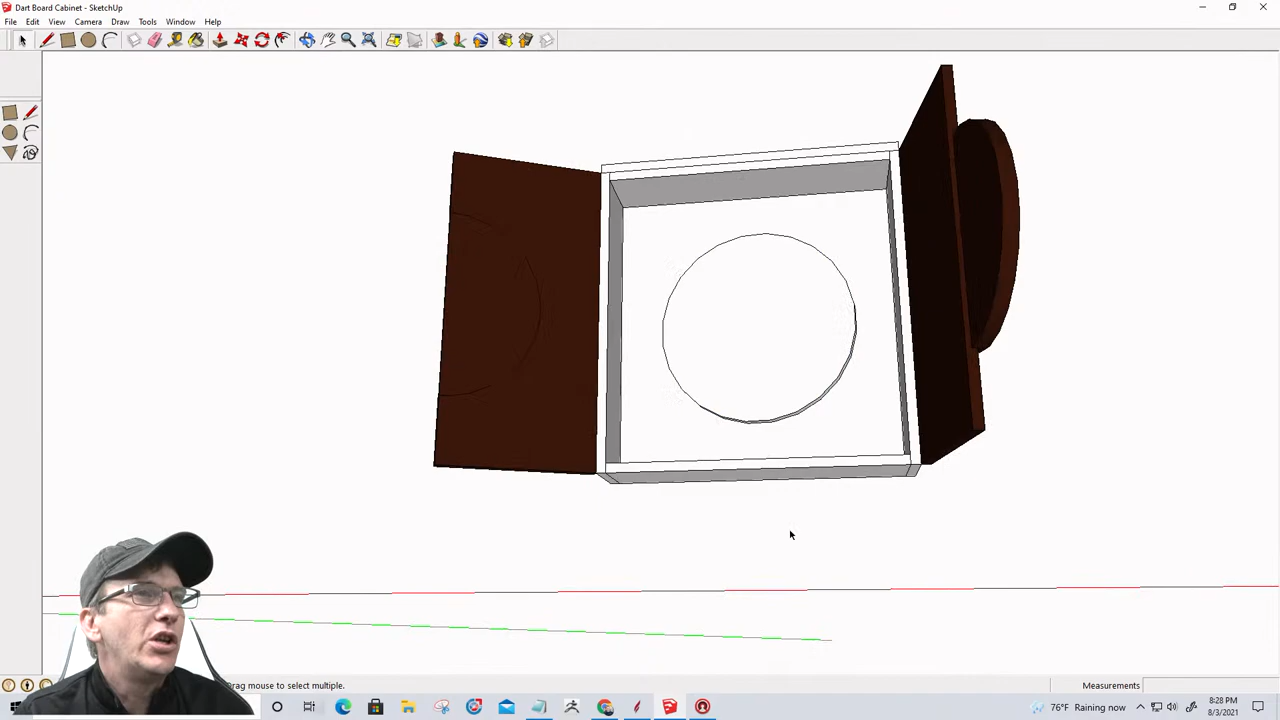 Dart Board Cabinet - SketchUp
File Edit View Camera Draw Tools Window Help
Drag mouse to select multiple.
Measurements
76°F Raining now
8:28 PM
8/3/2021